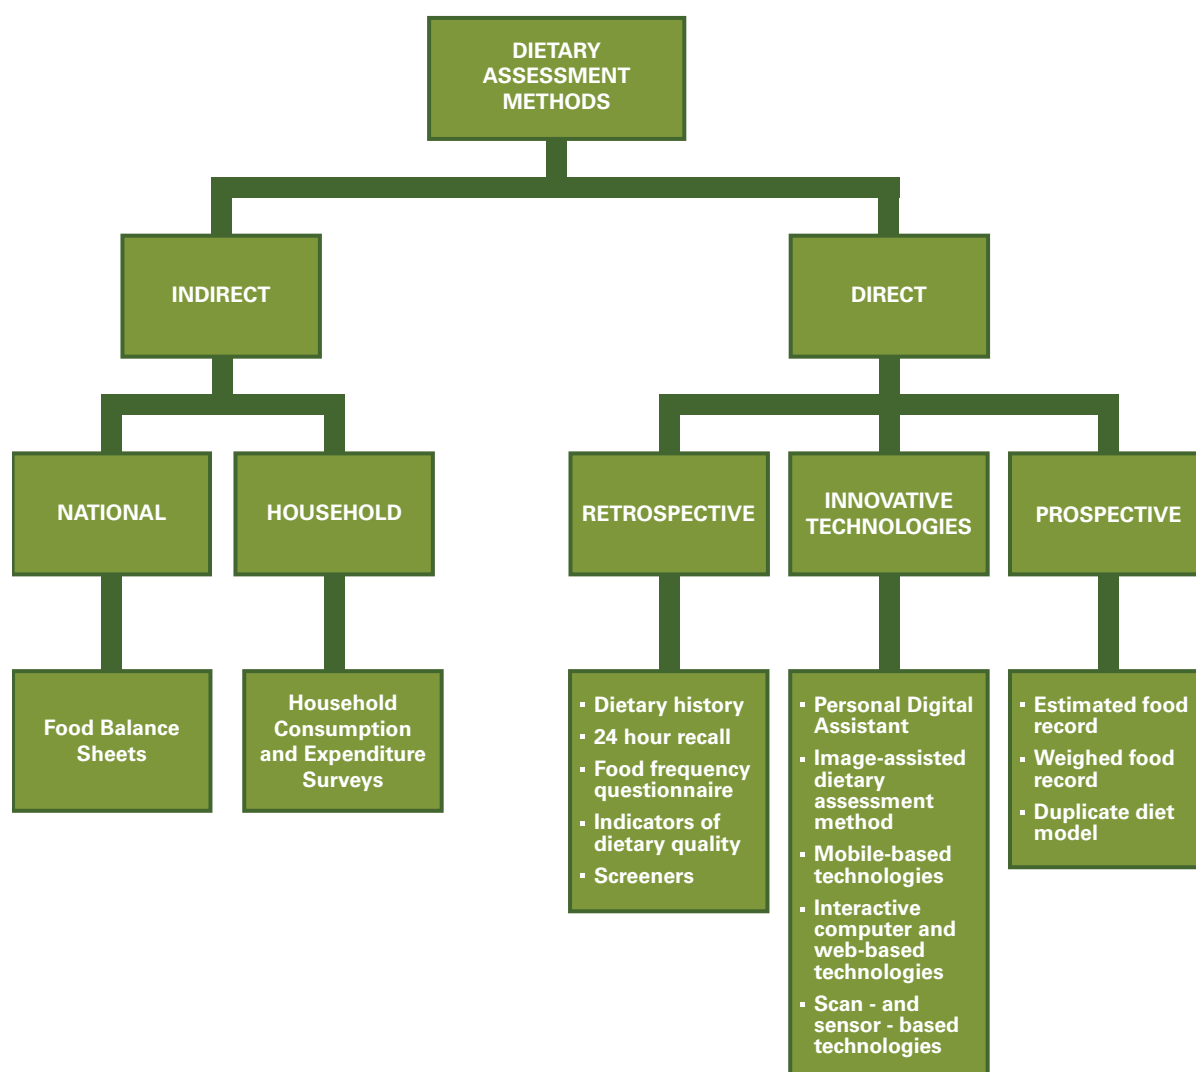 DIETARY
ASSESSMENT
METHODS
INDIRECT
DIRECT
NATIONAL
HOUSEHOLD
RETROSPECTIVE
INNOVATIVE
TECHNOLOGIES
PROSPECTIVE
Food Balance
Sheets
Household
Consumption
and Expenditure
Surveys
▪ Dietary history
▪ 24 hour recall
▪ Food frequency
questionnaire
▪ Indicators of
dietary quality
▪ Screeners
▪ Personal Digital
Assistant
▪ Image-assisted
dietary
assessment
method
▪ Mobile-based
technologies
▪ Interactive
computer and
web-based
technologies
▪ Scan - and
sensor - based
technologies
▪ Estimated food
record
▪ Weighed food
record
▪ Duplicate diet
model